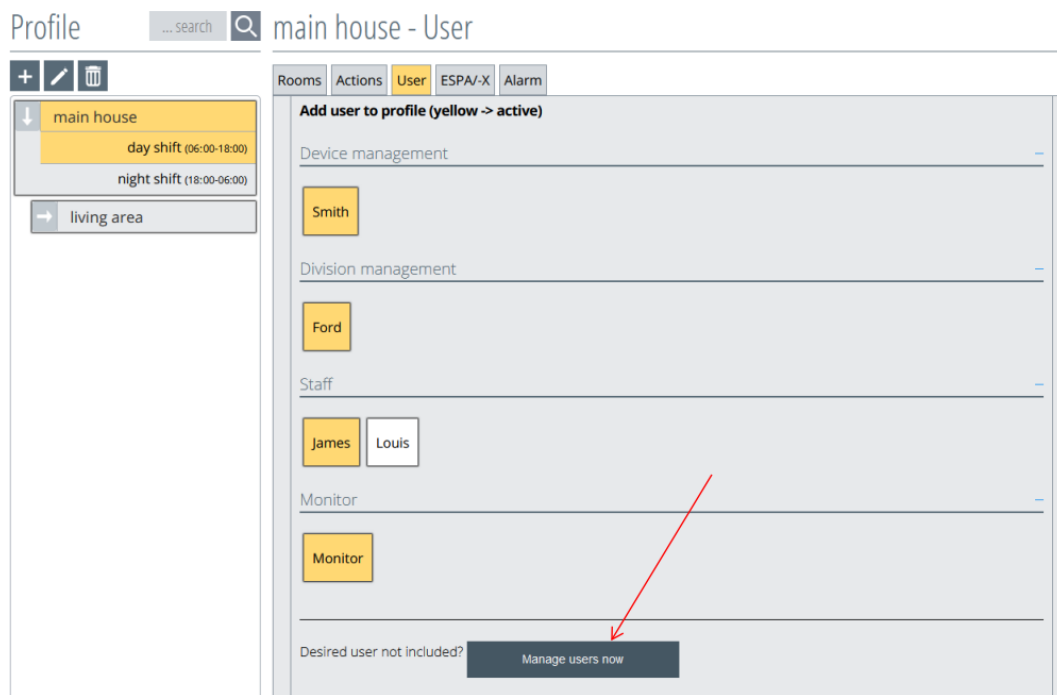 Profile
... search
main house - User
main house
day shift (06:00-18:00)
night shift (18:00-06:00)
living area
Rooms Actions User ESPA/-X Alarm
Add user to profile (yellow -> active)
Device management
Smith
Division management
Ford
Staff
James Louis
Monitor
Monitor
Desired user not included? Manage users now